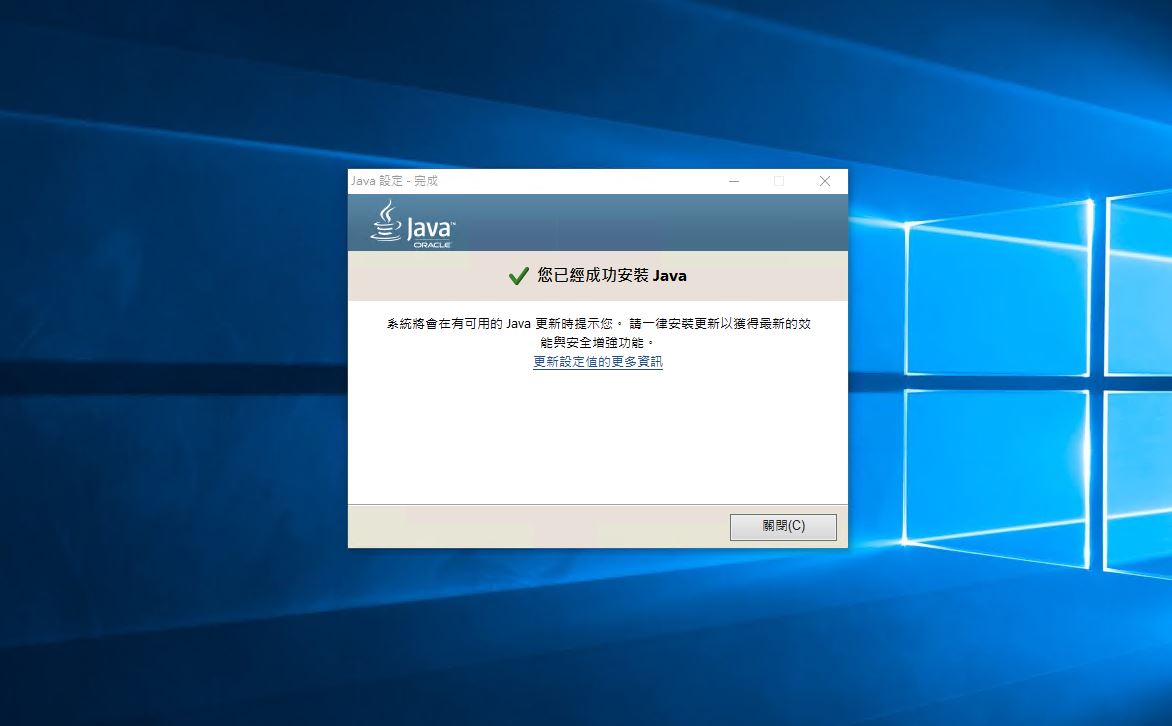 Java 設定 - 完成
Java™
ORACLE
您已經成功安裝 Java
系統將會在有可用的 Java 更新時提示您。 請一律安裝更新以獲得最新的效
能與安全增強功能。
更新設定值的更多資訊
關閉(C)